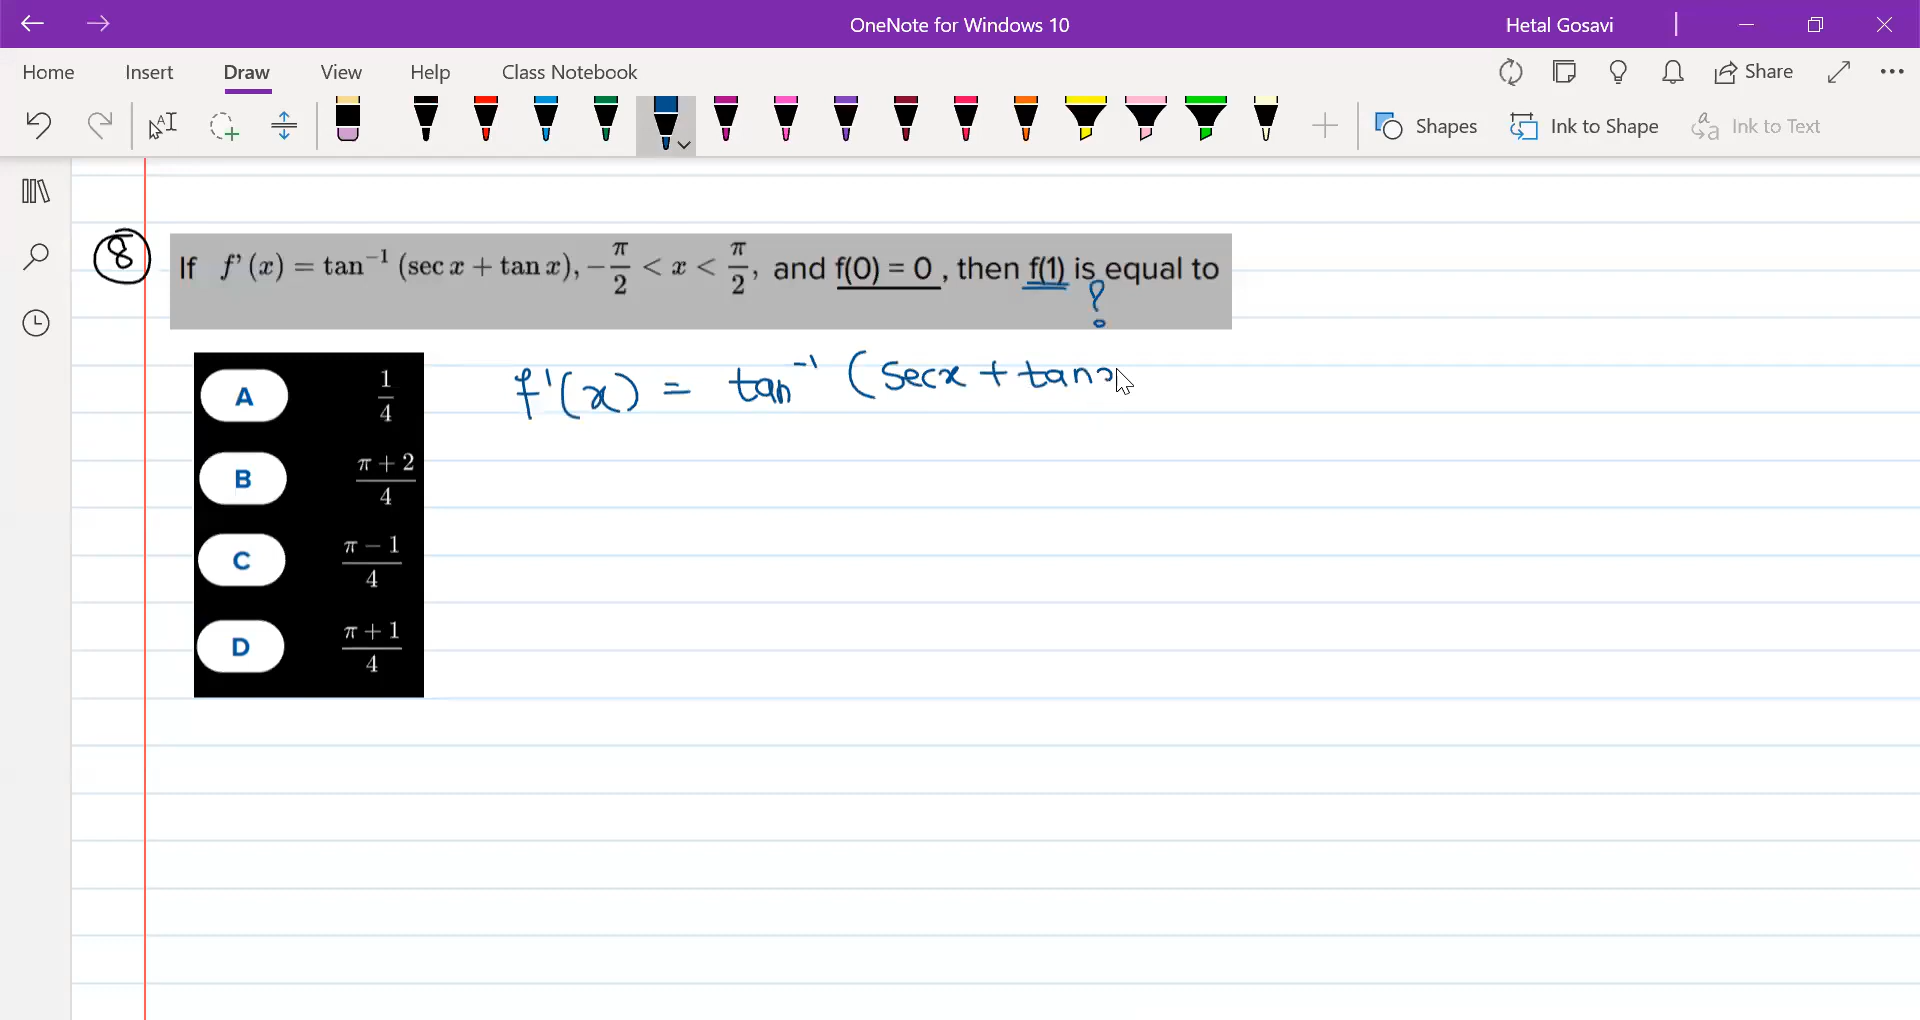 OneNote for Windows 10
Hetal Gosavi
Home Insert Draw View Help Class Notebook
Share
Shapes Ink to Shape Ink to Text
8
If f’(x) = tan⁻¹ (sec x + tan x), −π/2 < x < π/2, and f(0) = 0 , then f(1) is equal to
?
f'(x) = tan⁻¹ (secx + tanx
A 1/4
B π + 2/4
C π − 1/4
D π + 1/4